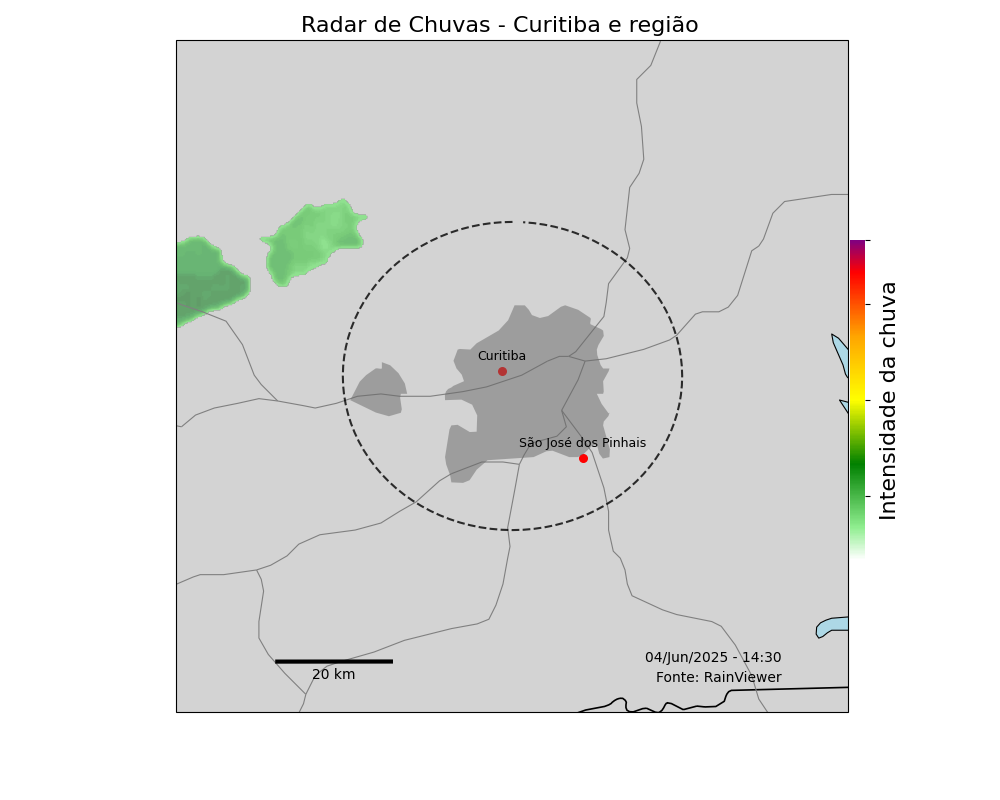 Radar de Chuvas - Curitiba e região
Curitiba
São José dos Pinhais
Intensidade da chuva
04/Jun/2025 - 14:30
Fonte: RainViewer
20 km